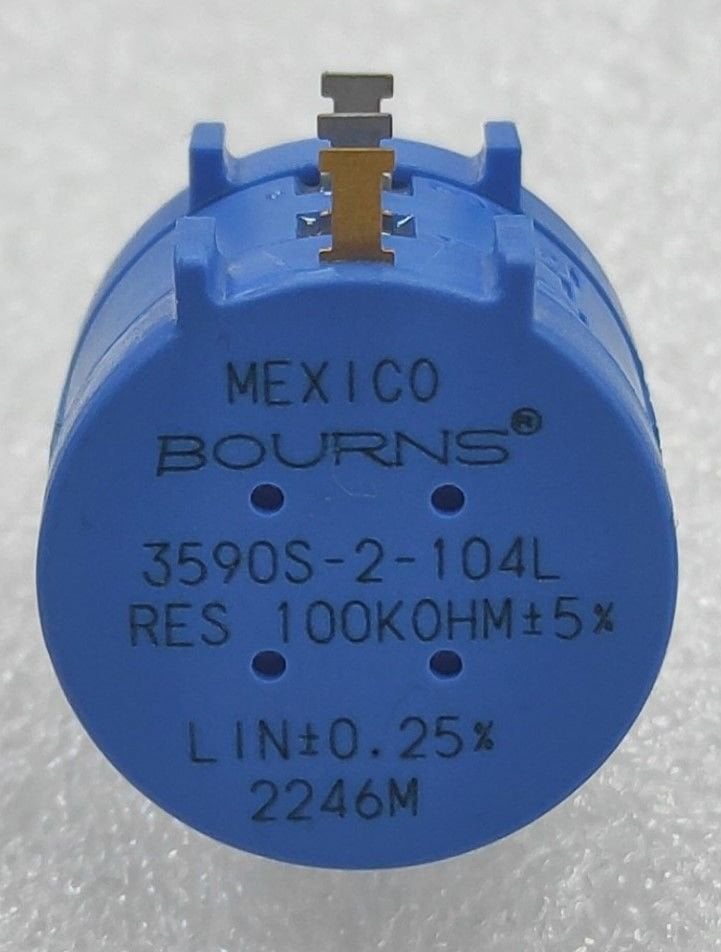 MEXICO
BOURNS®
3590S-2-104L
RES 100KOHM±5%
LIN±0.25%
2246M